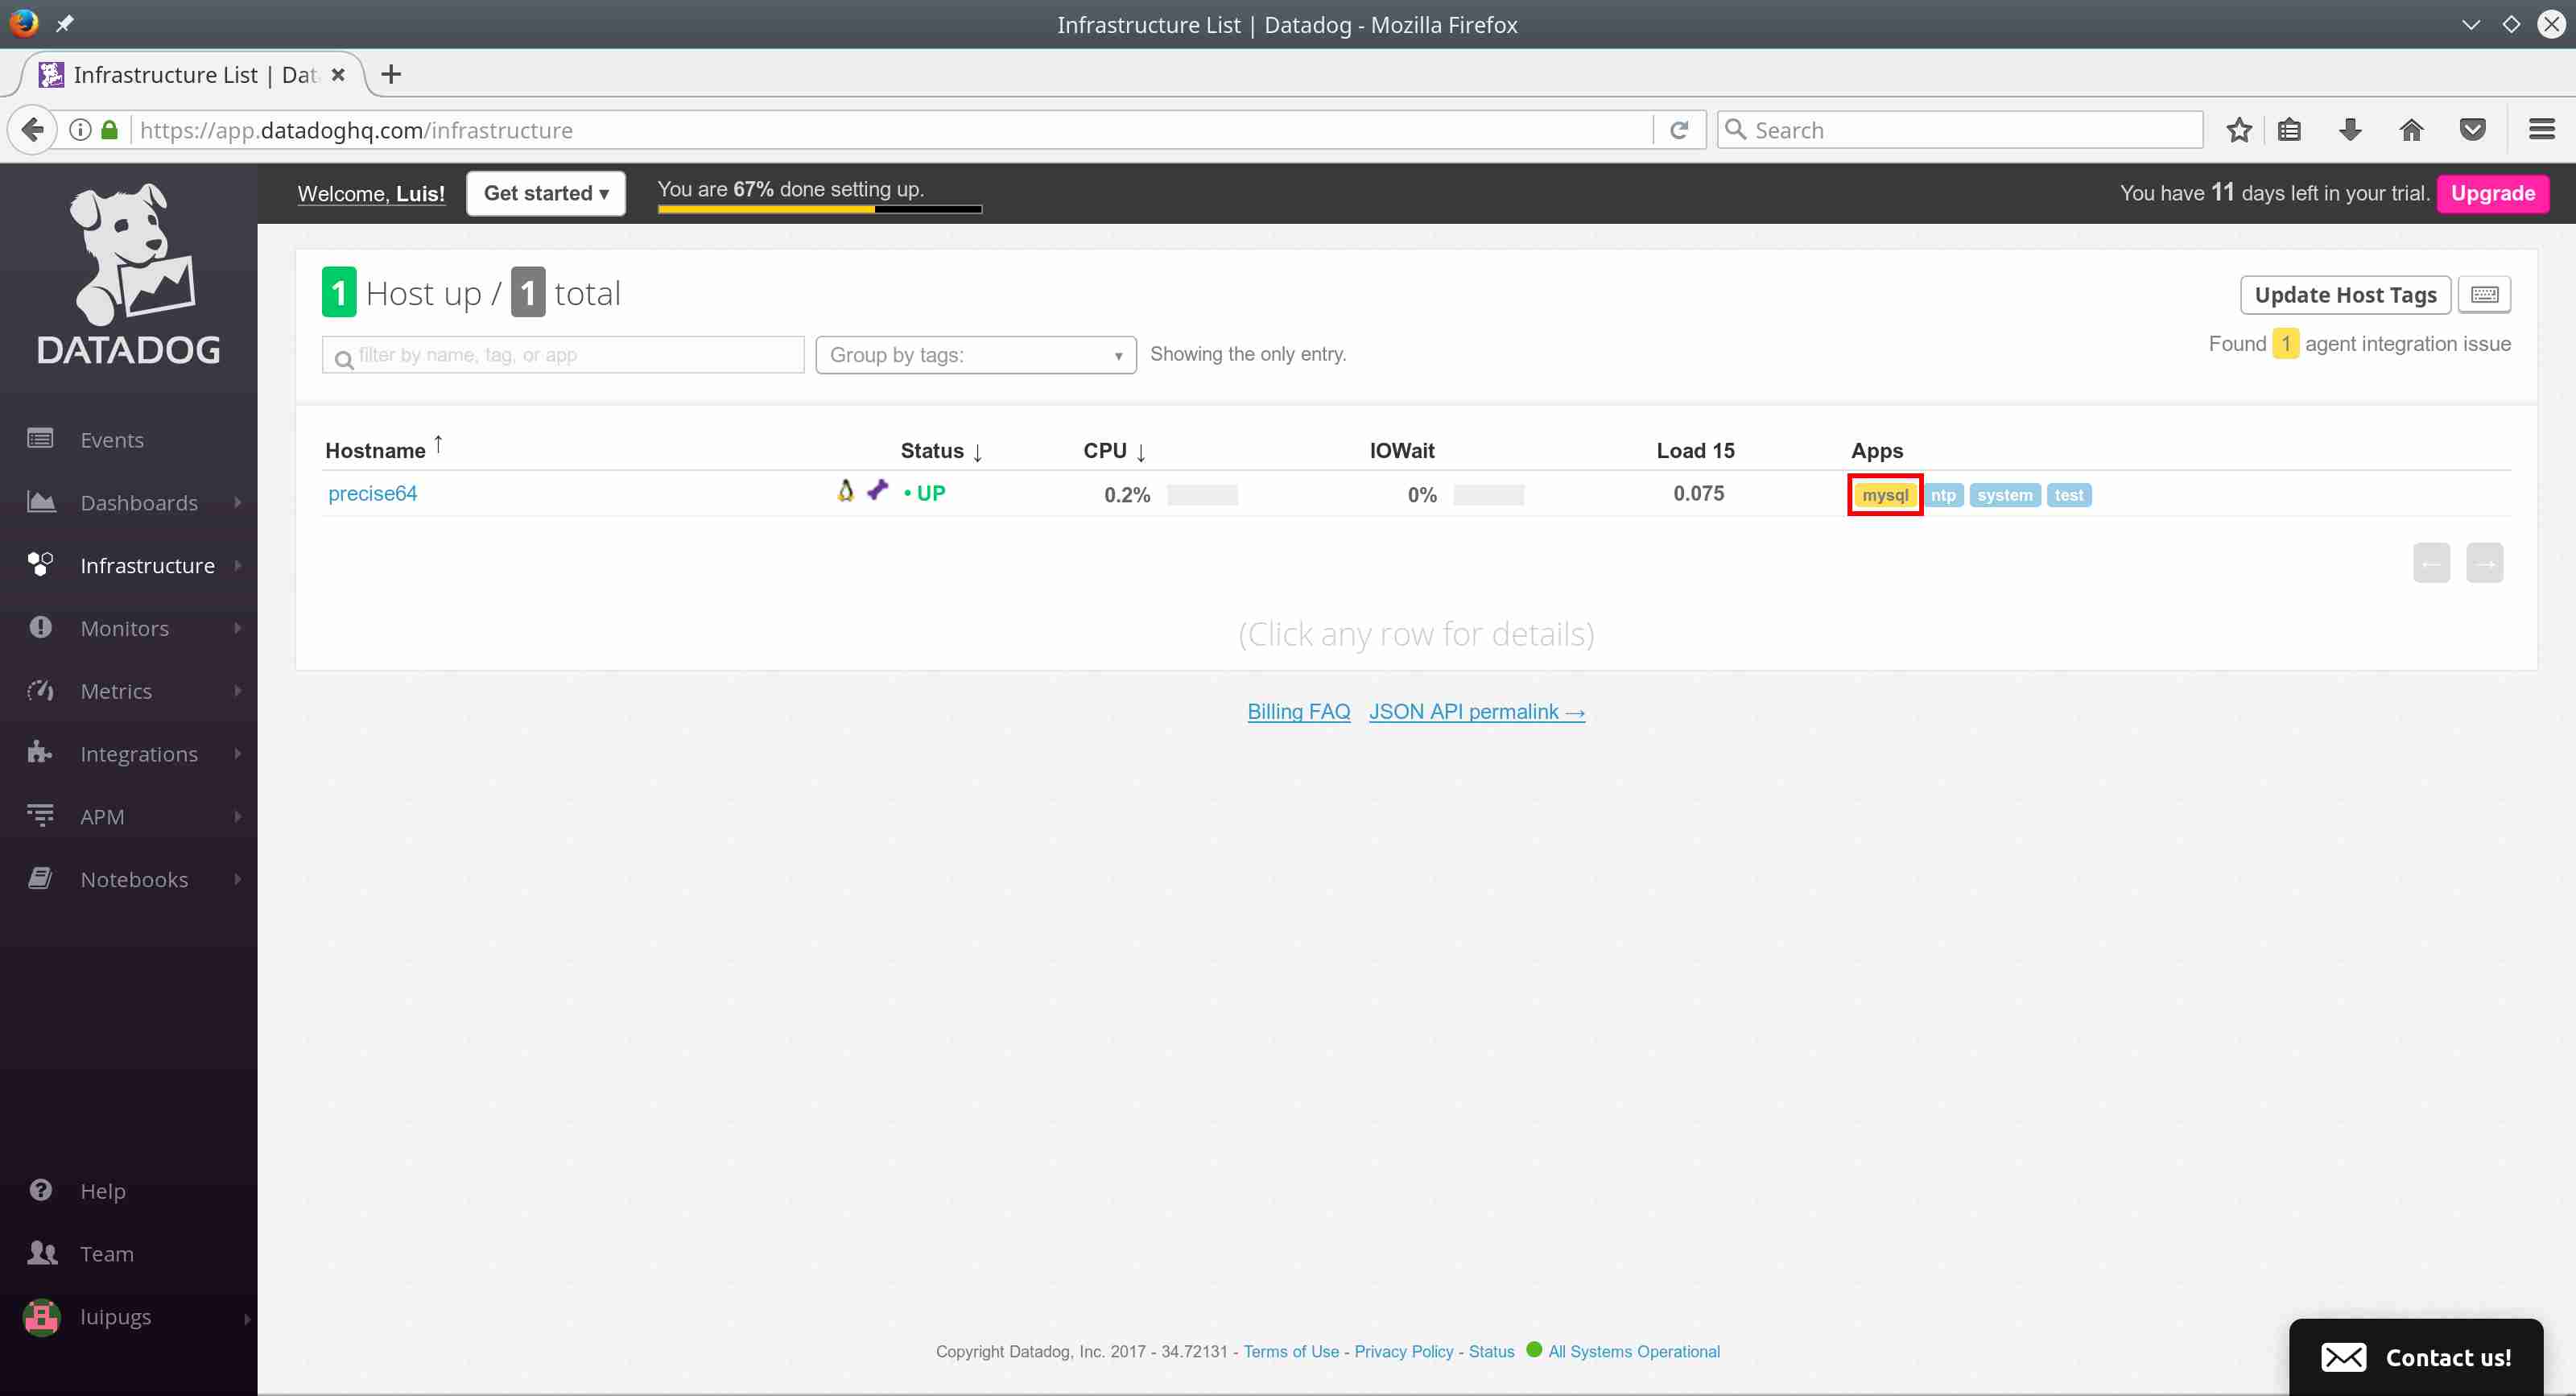 Infrastructure List | Datadog - Mozilla Firefox
Infrastructure List | Dat
https://app.datadoghq.com/infrastructure
Search
Welcome, Luis!
Get started ▾
You are 67% done setting up.
You have 11 days left in your trial.
Upgrade
DATADOG
Events
Dashboards
Infrastructure
Monitors
Metrics
Integrations
APM
Notebooks
Help
Team
luipugs
1 Host up / 1 total
Update Host Tags
filter by name, tag, or app
Group by tags:
Showing the only entry.
Found 1 agent integration issue
Hostname ↑ Status ↓ CPU ↓ IOWait Load 15 Apps
precise64 • UP 0.2% 0% 0.075 mysql ntp system test
← →
(Click any row for details)
Billing FAQ JSON API permalink →
Copyright Datadog, Inc. 2017 - 34.72131 - Terms of Use - Privacy Policy - Status All Systems Operational
Contact us!